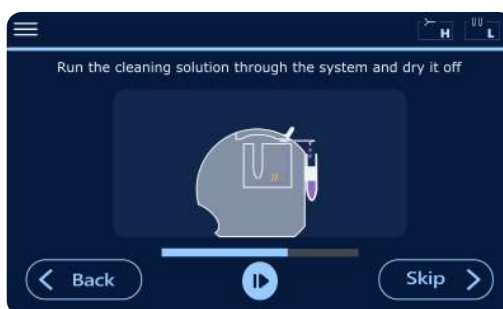 H
L
Run the cleaning solution through the system and dry it off
Back
Skip